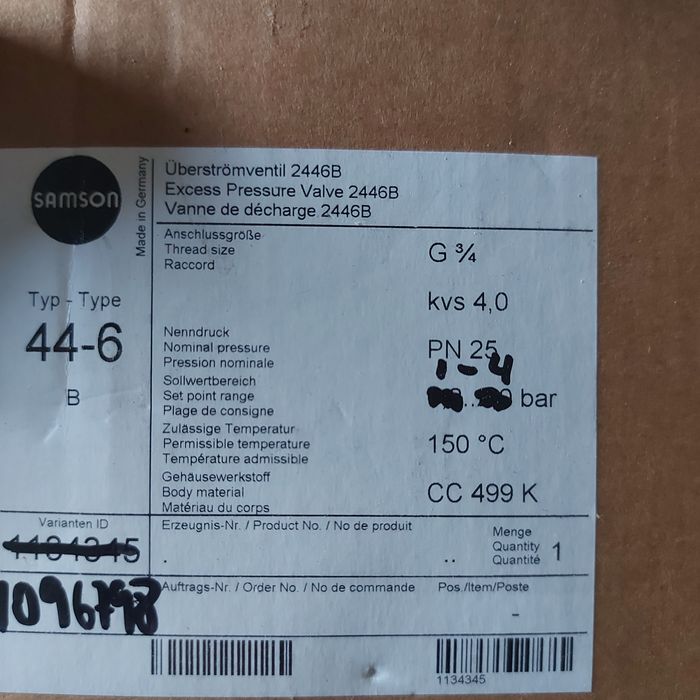 SAMSON
Made in Germany
Überströmventil 2446B
Excess Pressure Valve 2446B
Vanne de décharge 2446B
Typ - Type
44-6
B
Anschlussgröße
Thread size
Raccord
G ¾
kvs 4,0
Nenndruck
Nominal pressure
Pression nominale
PN 25
Sollwertbereich
Set point range
Plage de consigne
1-4
bar
Zulässige Temperatur
Permissible temperature
Température admissible
150 °C
Gehäusewerkstoff
Body material
Matériau du corps
CC 499 K
Varianten ID
1096798
Erzeugnis-Nr. / Product No. / No de produit
. ..
Menge
Quantity
Quantité
1
Auftrags-Nr. / Order No. / No de commande
Pos./Item/Poste
-
1134345